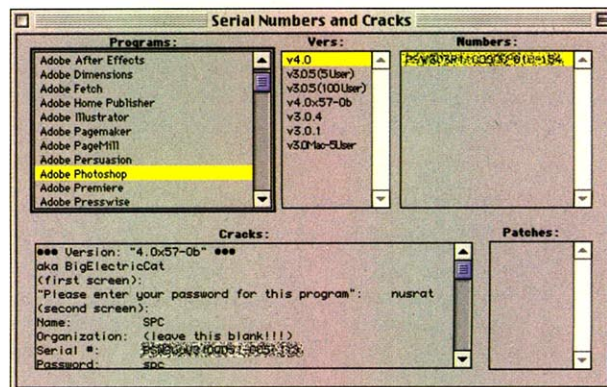 Serial Numbers and Cracks
Programs:
Adobe After Effects
Adobe Dimensions
Adobe Fetch
Adobe Home Publisher
Adobe Illustrator
Adobe Pagemaker
Adobe PageMill
Adobe Persuasion
Adobe Photoshop
Adobe Premiere
Adobe Presswise
Vers:
v4.0
v3.0.5(5User)
v3.0.5(100User)
v4.0x57-0b
v3.0.4
v3.0.1
v3.0Mac-5User
Numbers:
Cracks:
●●● Version: "4.0x57-0b" ●●●
aka BigElectricCat
(first screen):
"Please enter your password for this program": nusrat
(second screen):
Name: SPC
Organization: (leave this blank!!!)
Serial #:
Password: spc
Patches: